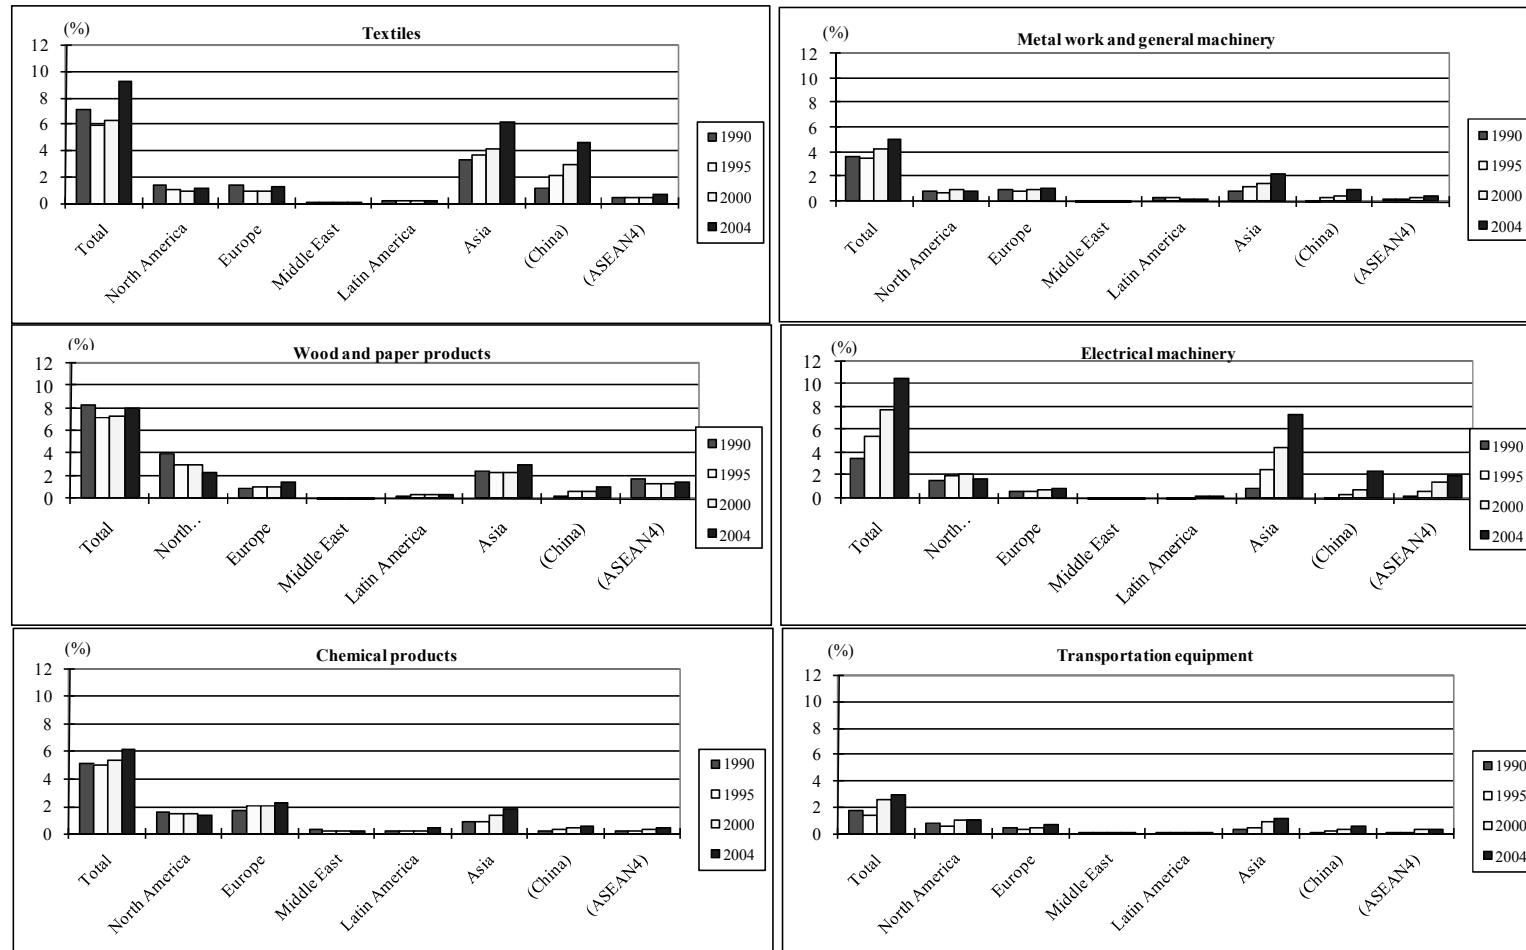 (%)
Textiles
12
10
8
6
4
2
0
Total
North America
Europe
Middle East
Latin America
Asia
(China)
(ASEAN4)
1990
1995
2000
2004
(%)
Metal work and general machinery
12
10
8
6
4
2
0
Total
North America
Europe
Middle East
Latin America
Asia
(China)
(ASEAN4)
1990
1995
2000
2004
(%)
Wood and paper products
12
10
8
6
4
2
0
Total
North...
Europe
Middle East
Latin America
Asia
(China)
(ASEAN4)
1990
1995
2000
2004
(%)
Electrical machinery
12
10
8
6
4
2
0
Total
North...
Europe
Middle East
Latin America
Asia
(China)
(ASEAN4)
1990
1995
2000
2004
(%)
Chemical products
12
10
8
6
4
2
0
Total
North America
Europe
Middle East
Latin America
Asia
(China)
(ASEAN4)
1990
1995
2000
2004
(%)
Transportation equipment
12
10
8
6
4
2
0
Total
North America
Europe
Middle East
Latin America
Asia
(China)
(ASEAN4)
1990
1995
2000
2004